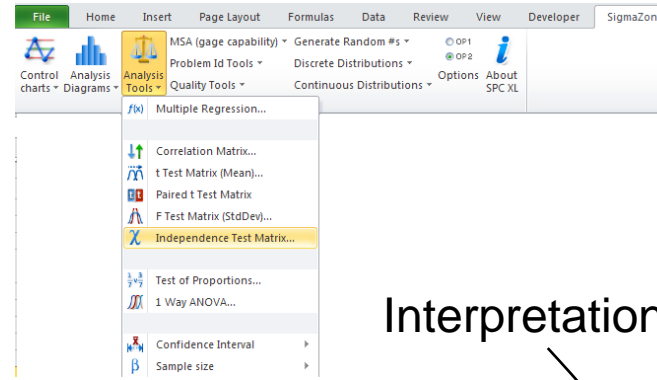 File Home Insert Page Layout Formulas Data Review View Developer SigmaZon
MSA (gage capability) Generate Random #s OP1
Problem Id Tools Discrete Distributions OP2
Control Analysis Analysis Options About
charts Diagrams Tools Quality Tools Continuous Distributions SPC XL
f(x) Multiple Regression...
Correlation Matrix...
t Test Matrix (Mean)...
Paired t Test Matrix
F Test Matrix (StdDev)...
χ Independence Test Matrix...
Test of Proportions...
1 Way ANOVA...
Interpretation
Confidence Interval
β Sample size